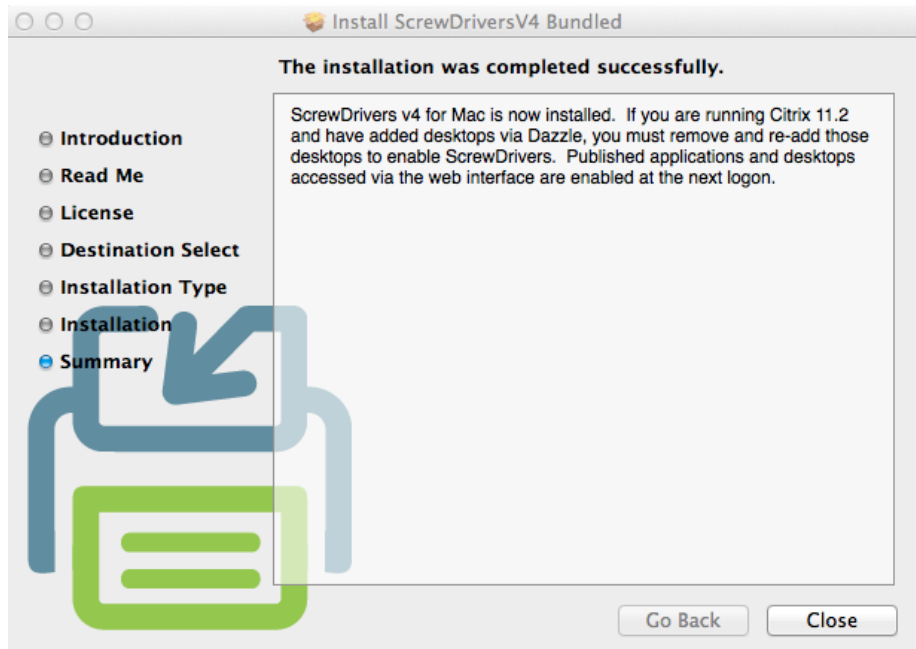 Install ScrewDriversV4 Bundled
The installation was completed successfully.
Introduction
Read Me
License
Destination Select
Installation Type
Installation
Summary
ScrewDrivers v4 for Mac is now installed.  If you are running Citrix 11.2
and have added desktops via Dazzle, you must remove and re-add those
desktops to enable ScrewDrivers.  Published applications and desktops
accessed via the web interface are enabled at the next logon.
Go Back
Close